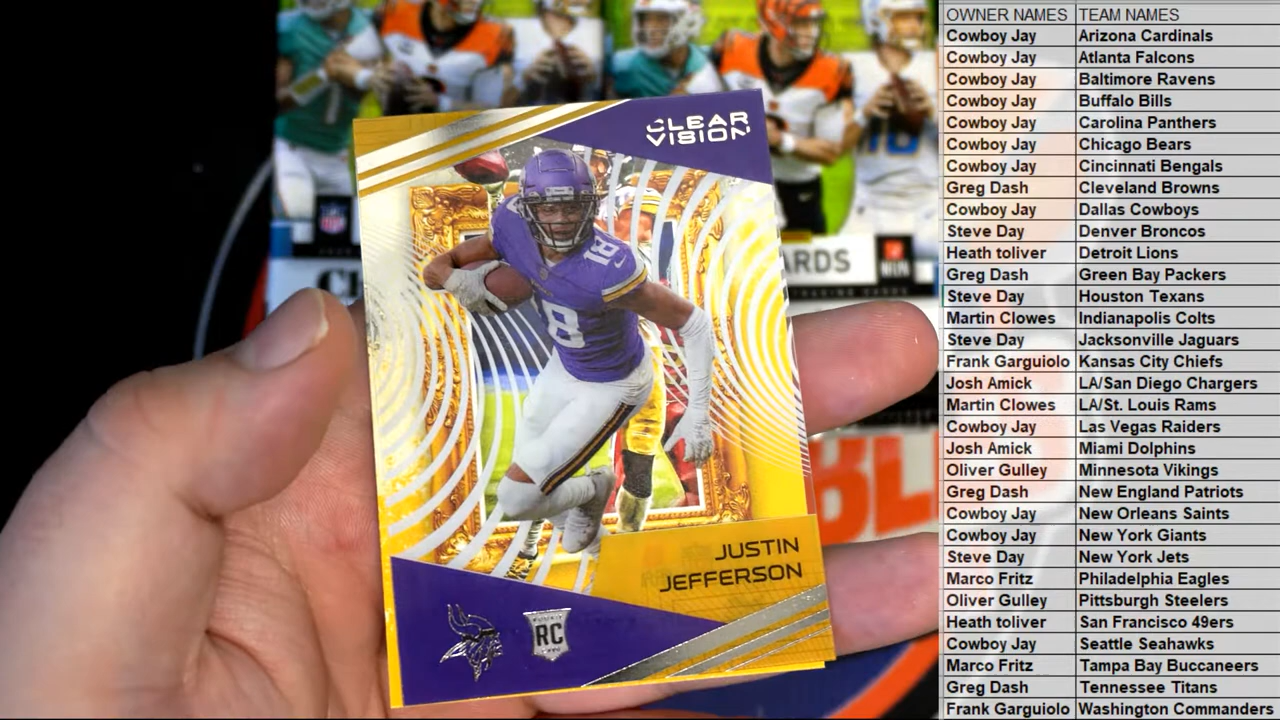 CLEAR
VISION
18
18
JUSTIN
JEFFERSON
RC
NFL
ARDS
OWNER NAMES TEAM NAMES
Cowboy Jay Arizona Cardinals
Cowboy Jay Atlanta Falcons
Cowboy Jay Baltimore Ravens
Cowboy Jay Buffalo Bills
Cowboy Jay Carolina Panthers
Cowboy Jay Chicago Bears
Cowboy Jay Cincinnati Bengals
Greg Dash Cleveland Browns
Cowboy Jay Dallas Cowboys
Steve Day Denver Broncos
Heath toliver Detroit Lions
Greg Dash Green Bay Packers
Steve Day Houston Texans
Martin Clowes Indianapolis Colts
Steve Day Jacksonville Jaguars
Frank Garguiolo Kansas City Chiefs
Josh Amick LA/San Diego Chargers
Martin Clowes LA/St. Louis Rams
Cowboy Jay Las Vegas Raiders
Josh Amick Miami Dolphins
Oliver Gulley Minnesota Vikings
Greg Dash New England Patriots
Cowboy Jay New Orleans Saints
Cowboy Jay New York Giants
Steve Day New York Jets
Marco Fritz Philadelphia Eagles
Oliver Gulley Pittsburgh Steelers
Heath toliver San Francisco 49ers
Cowboy Jay Seattle Seahawks
Marco Fritz Tampa Bay Buccaneers
Greg Dash Tennessee Titans
Frank Garguiolo Washington Commanders